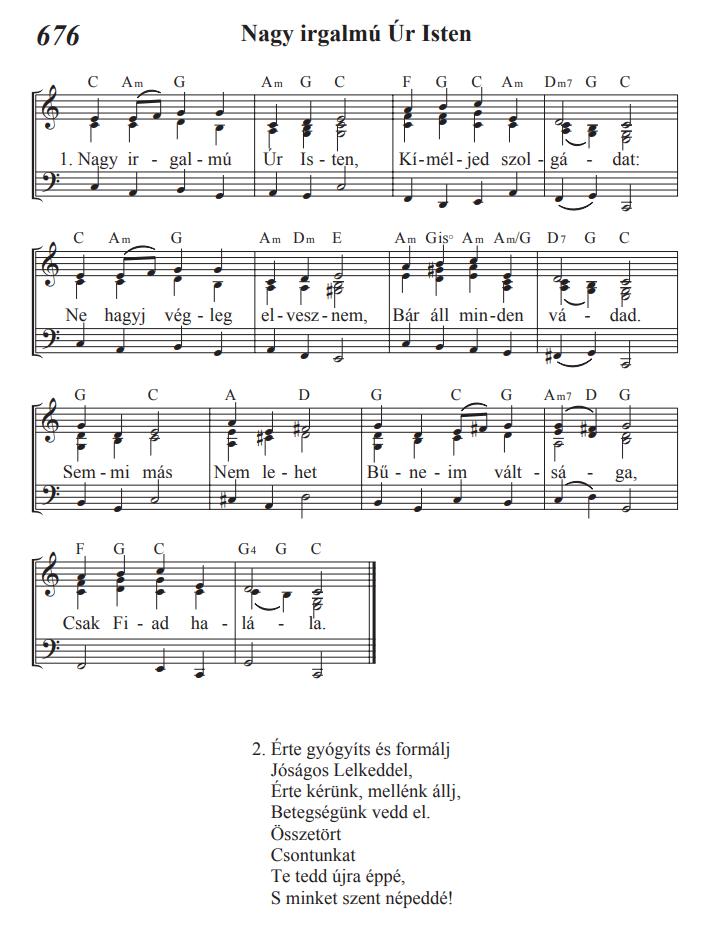 676 Nagy irgalmú Úr Isten
C Am G Am G C F G C Am Dm7 G C
1. Nagy ir - gal - mú Úr Is - ten, Kí - mél - jed szol - gá - dat:
C Am G Am Dm E Am Gis° Am Am/G D7 G C
Ne hagyj vég - leg el - vesz - nem, Bár áll min - den vá - dad.
G C A D G C G Am7 D G
Sem - mi más Nem le - het Bű - ne - im vált - sá - ga,
F G C G4 G C
Csak Fi - ad ha - lá - la.
2. Érte gyógyíts és formálj
Jóságos Lelkeddel,
Érte kérünk, mellénk állj,
Betegségünk vedd el.
Összetört
Csontunkat
Te tedd újra éppé,
S minket szent népeddé!